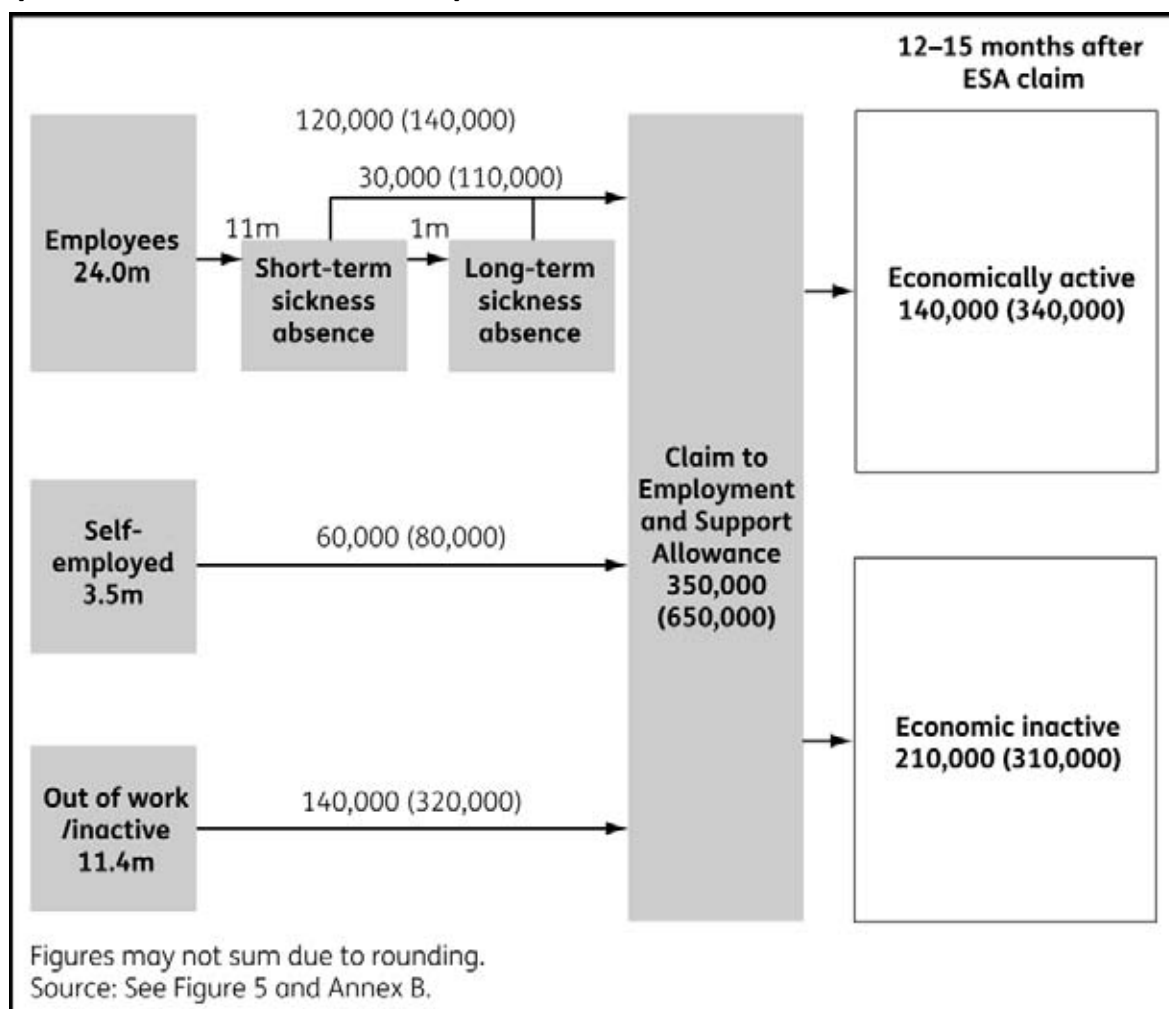 12–15 months after
ESA claim
120,000 (140,000)
30,000 (110,000)
11m
1m
Employees
24.0m
Short-term
sickness
absence
Long-term
sickness
absence
Economically active
140,000 (340,000)
Self-
employed
3.5m
60,000 (80,000)
Claim to
Employment
and Support
Allowance
350,000
(650,000)
Economic inactive
210,000 (310,000)
Out of work
/inactive
11.4m
140,000 (320,000)
Figures may not sum due to rounding.
Source: See Figure 5 and Annex B.